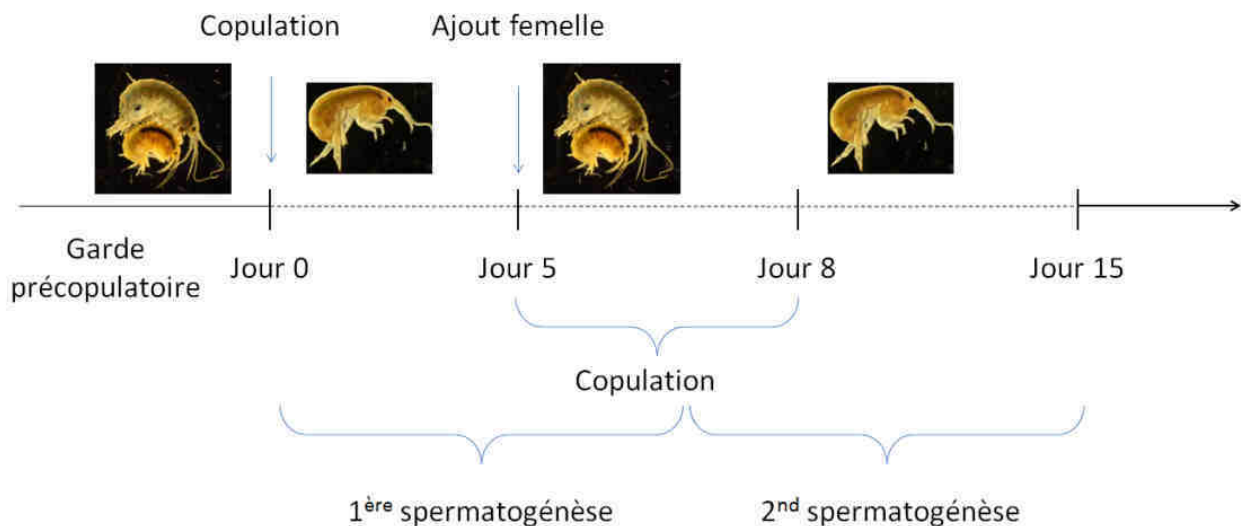 Copulation
Ajout femelle
Garde
précopulatoire
Jour 0
Jour 5
Jour 8
Jour 15
Copulation
1ère spermatogénèse
2nd spermatogénèse